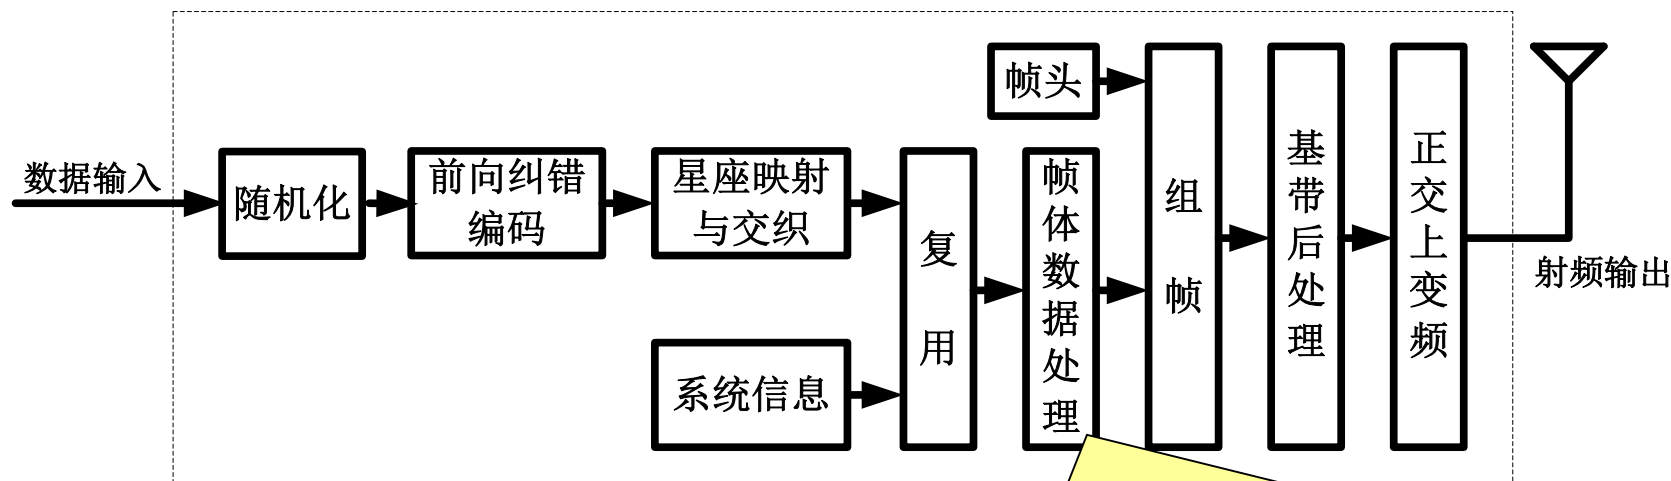 数据输入
随机化
前向纠错
编码
星座映射
与交织
系统信息
复用
帧头
帧体数据处理
组帧
基带后处理
正交上变频
射频输出